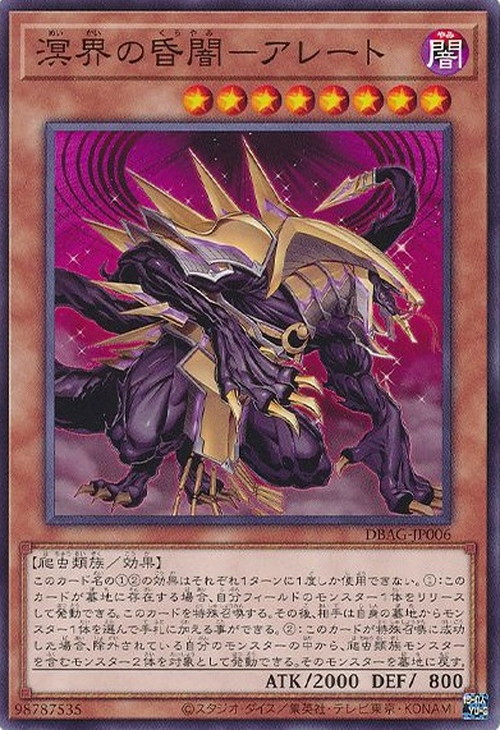 溟界の昏闇－アレート
闇
DBAG-JP006
【爬虫類族／効果】
このカード名の①②の効果はそれぞれ１ターンに１度しか使用できない。①：この
カードが墓地に存在する場合、自分フィールドのモンスター１体をリリース
して発動できる。このカードを特殊召喚する。その後、相手は自身の墓地からモン
スター１体を選んで手札に加える事ができる。②：このカードが特殊召喚に成功
した場合、除外されている自分のモンスターの中から、爬虫類族モンスター
を含むモンスター２体を対象として発動できる。そのモンスターを墓地に戻す。
ATK/2000 DEF/ 800
98787535
©スタジオ・ダイス／集英社・テレビ東京・KONAMI